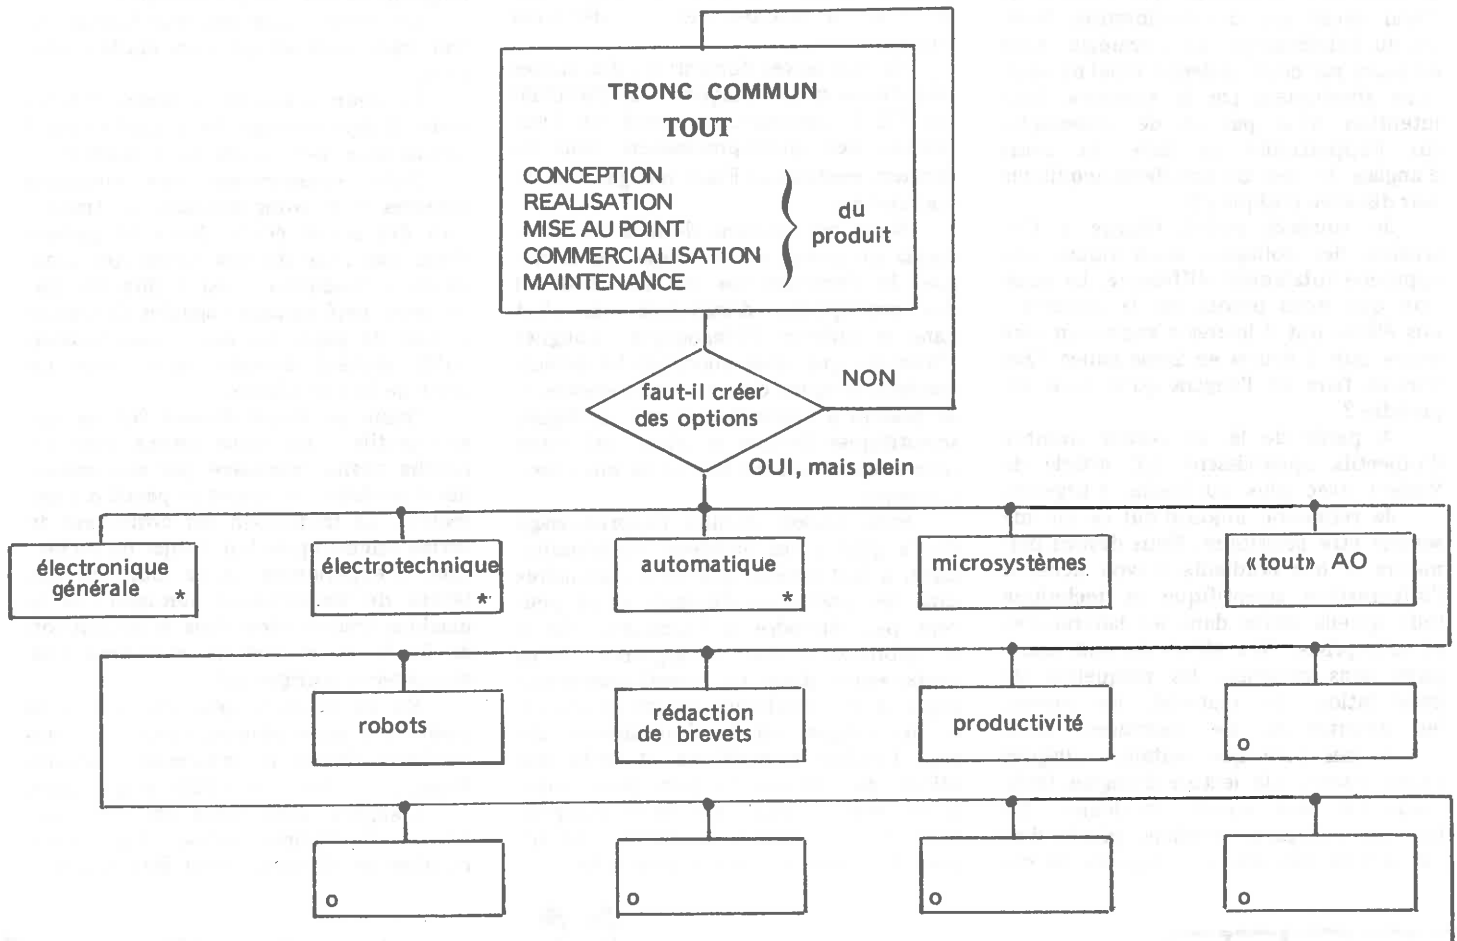 TRONC COMMUN
TOUT
CONCEPTION
REALISATION
MISE AU POINT
COMMERCIALISATION
MAINTENANCE
du
produit
faut-il créer
des options
NON
OUI, mais plein
électronique
générale *
électrotechnique
*
automatique
*
microsystèmes
«tout» AO
robots
rédaction
de brevets
productivité
o
o
o
o
o